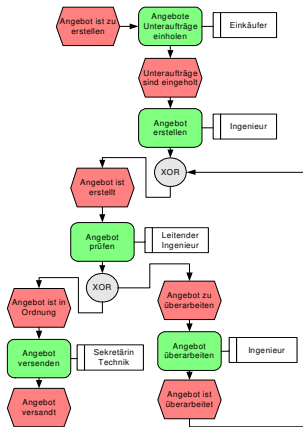 Angebot ist zu
erstellen
Angebote
Unteraufträge
einholen
Einkäufer
Unteraufträge
sind eingeholt
Angebot
erstellen
Ingenieur
XOR
Angebot ist
erstellt
Angebot
prüfen
Leitender
Ingenieur
XOR
Angebot ist in
Ordnung
Angebot zu
überarbeiten
Angebot
versenden
Sekretärin
Technik
Angebot
überarbeiten
Ingenieur
Angebot
versandt
Angebot ist
überarbeitet